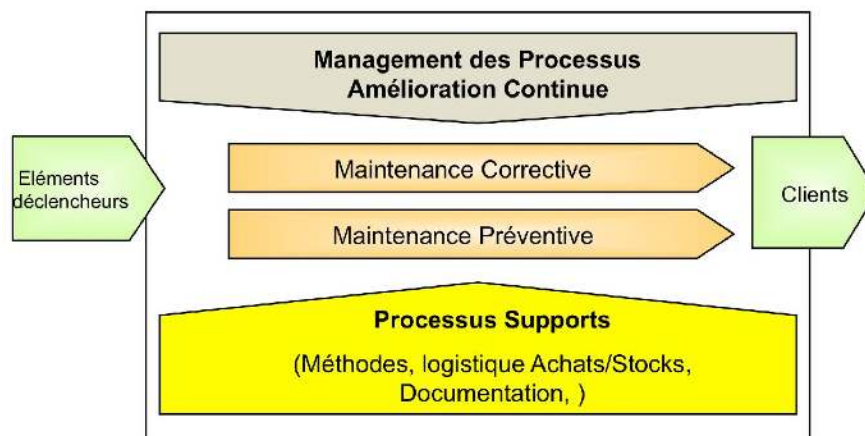 Management des Processus
Amélioration Continue
Eléments
déclencheurs
Maintenance Corrective
Maintenance Préventive
Clients
Processus Supports
(Méthodes, logistique Achats/Stocks,
Documentation, )